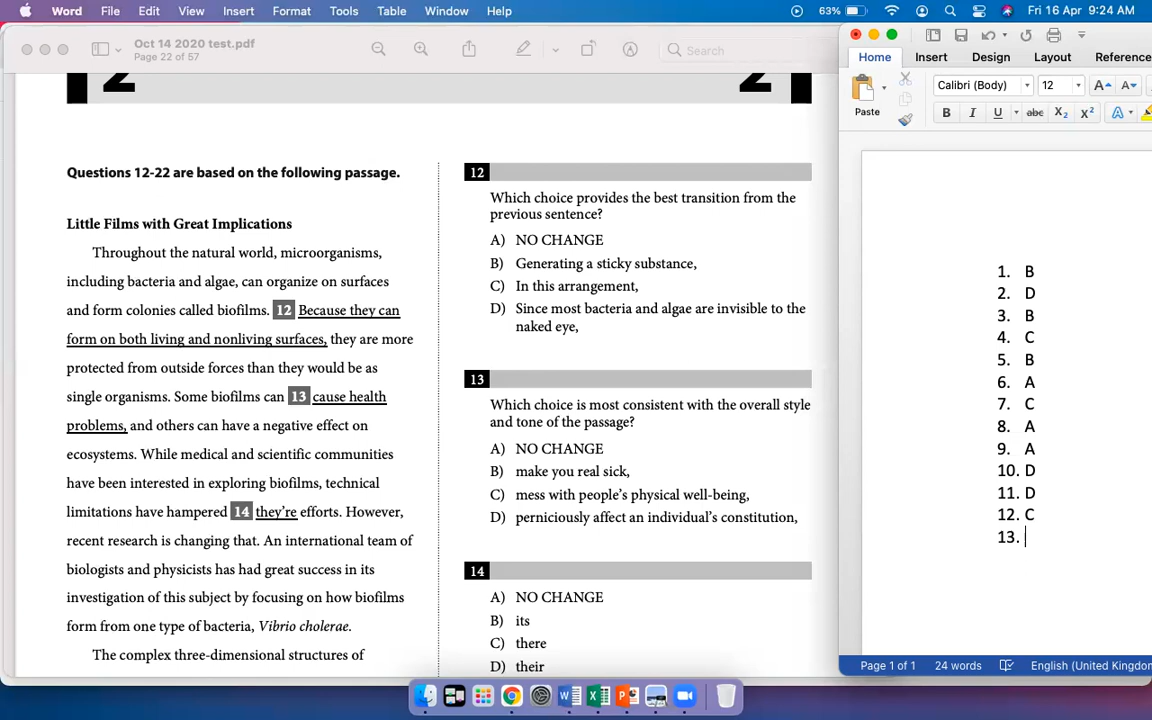 Word File Edit View Insert Format Tools Table Window Help 63% Fri 16 Apr 9:24 AM
Oct 14 2020 test.pdf
Page 22 of 57
Search
2 2
Questions 12-22 are based on the following passage.
Little Films with Great Implications
Throughout the natural world, microorganisms,
including bacteria and algae, can organize on surfaces
and form colonies called biofilms. 12 Because they can
form on both living and nonliving surfaces, they are more
protected from outside forces than they would be as
single organisms. Some biofilms can 13 cause health
problems, and others can have a negative effect on
ecosystems. While medical and scientific communities
have been interested in exploring biofilms, technical
limitations have hampered 14 they're efforts. However,
recent research is changing that. An international team of
biologists and physicists has had great success in its
investigation of this subject by focusing on how biofilms
form from one type of bacteria, Vibrio cholerae.
The complex three-dimensional structures of
12
Which choice provides the best transition from the
previous sentence?
A) NO CHANGE
B) Generating a sticky substance,
C) In this arrangement,
D) Since most bacteria and algae are invisible to the
naked eye,
13
Which choice is most consistent with the overall style
and tone of the passage?
A) NO CHANGE
B) make you real sick,
C) mess with people's physical well-being,
D) perniciously affect an individual's constitution,
14
A) NO CHANGE
B) its
C) there
D) their
Home Insert Design Layout Reference
Paste
Calibri (Body) 12 A A
B I U abc X2 X2 A
1. B
2. D
3. B
4. C
5. B
6. A
7. C
8. A
9. A
10. D
11. D
12. C
13.
Page 1 of 1 24 words English (United Kingdon